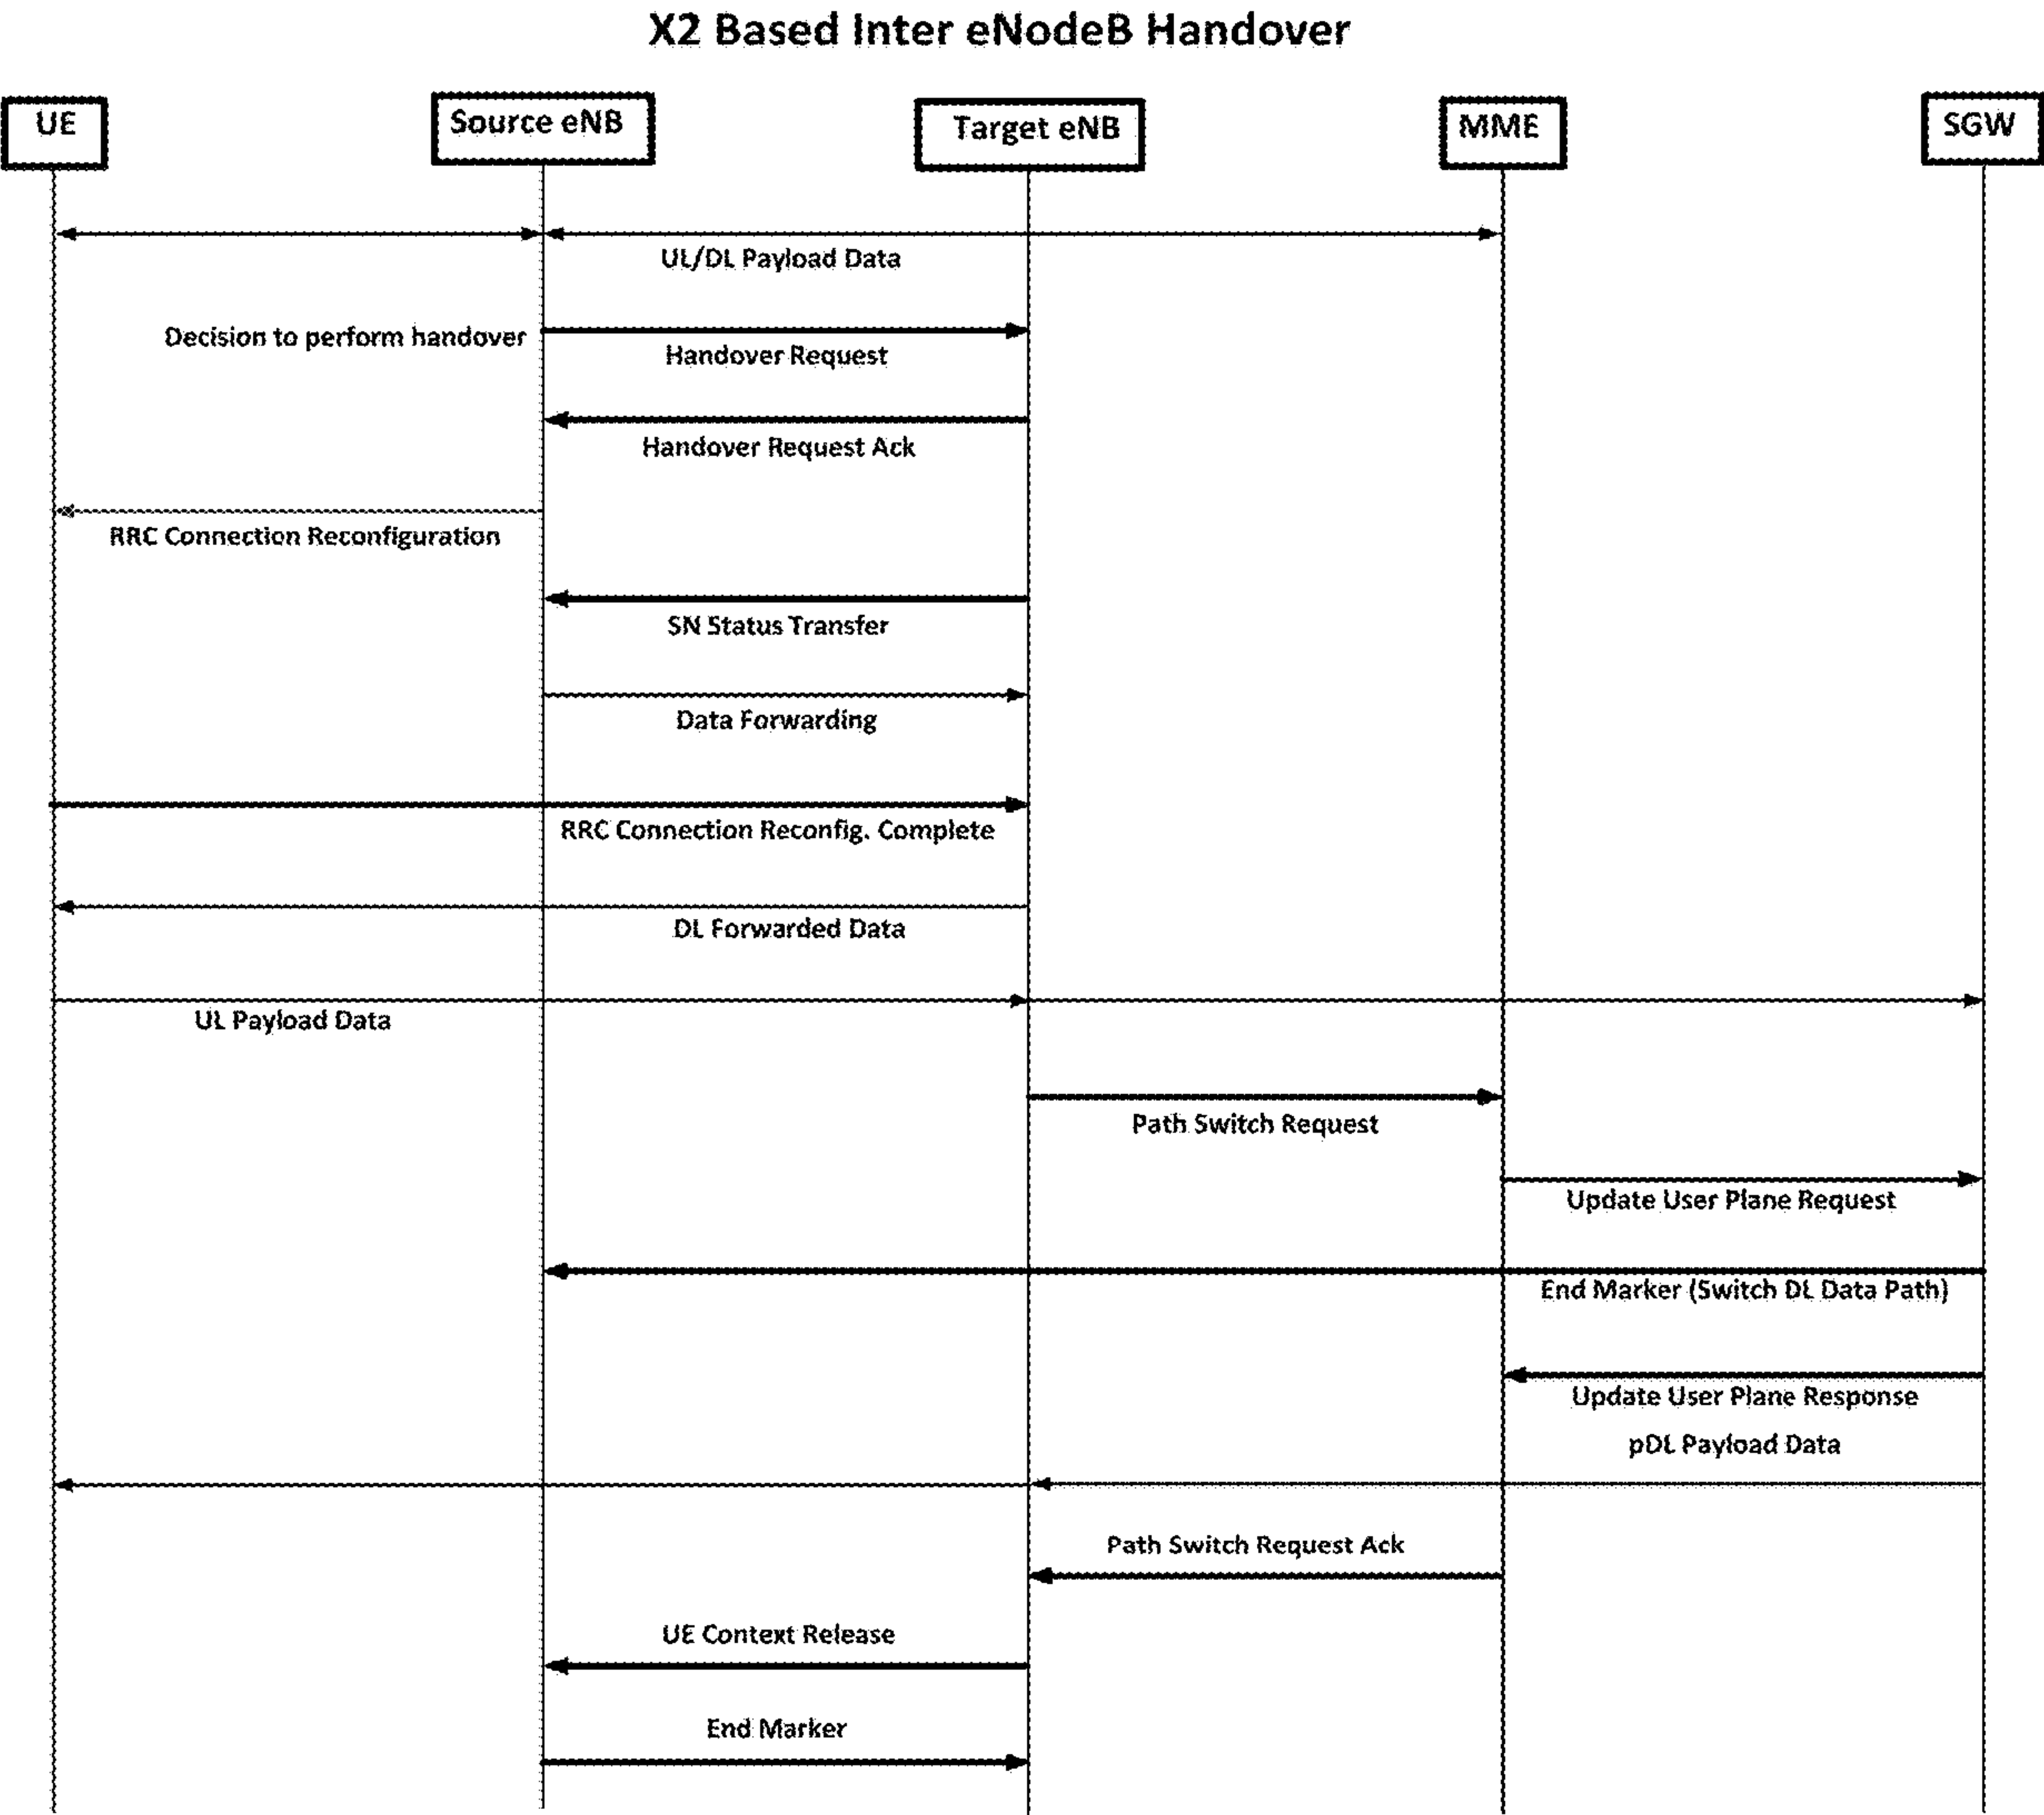 X2 Based Inter eNodeB Handover
UE
Source eNB
Target eNB
MME
SGW
UL/DL Payload Data
Decision to perform handover
Handover Request
Handover Request Ack
RRC Connection Reconfiguration
SN Status Transfer
Data Forwarding
RRC Connection Reconfig. Complete
DL Forwarded Data
UL Payload Data
Path Switch Request
Update User Plane Request
End Marker (Switch DL Data Path)
Update User Plane Response
pDL Payload Data
Path Switch Request Ack
UE Context Release
End Marker